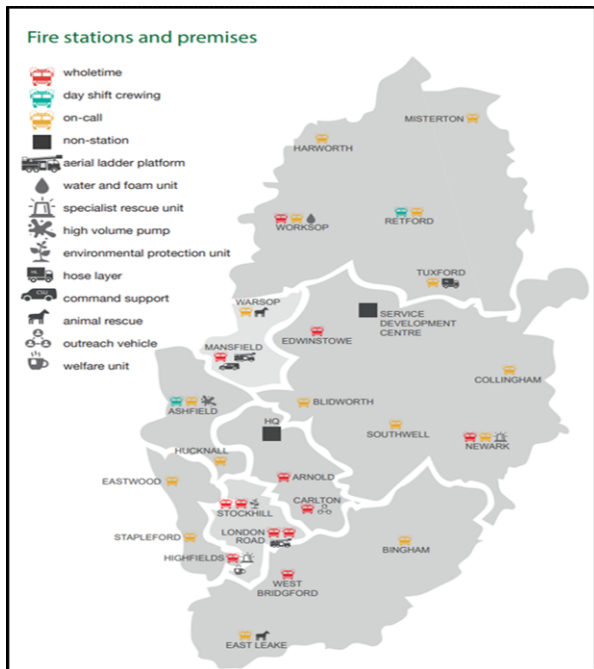 Fire stations and premises
wholetime
day shift crewing
on-call
non-station
aerial ladder platform
water and foam unit
specialist rescue unit
high volume pump
environmental protection unit
hose layer
command support
animal rescue
outreach vehicle
welfare unit
MISTERTON
HARWORTH
WORKSOP
RETFORD
TUXFORD
WARSOP
SERVICE
DEVELOPMENT
CENTRE
EDWINSTOWE
MANSFIELD
COLLINGHAM
BLIDWORTH
ASHFIELD
HQ
SOUTHWELL
NEWARK
HUCKNALL
ARNOLD
EASTWOOD
CARLTON
STOCKHILL
LONDON
ROAD
STAPLEFORD
BINGHAM
HIGHFIELDS
WEST
BRIDGFORD
EAST LEAKE